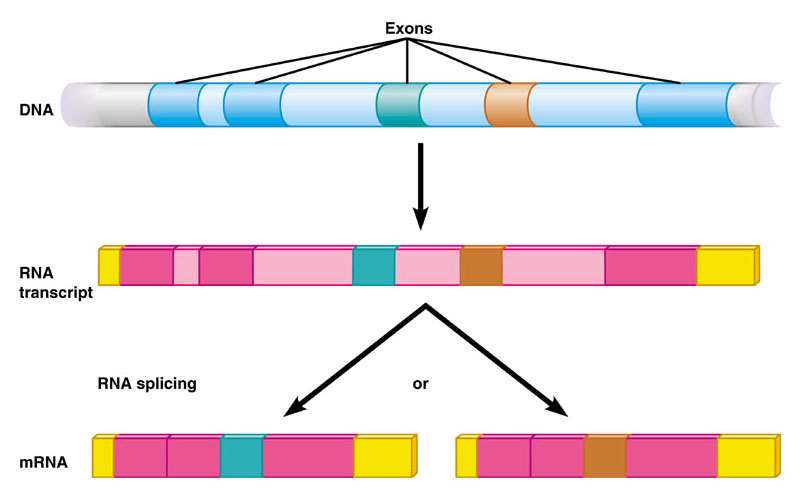 Exons
DNA
RNA
transcript
RNA splicing
or
mRNA